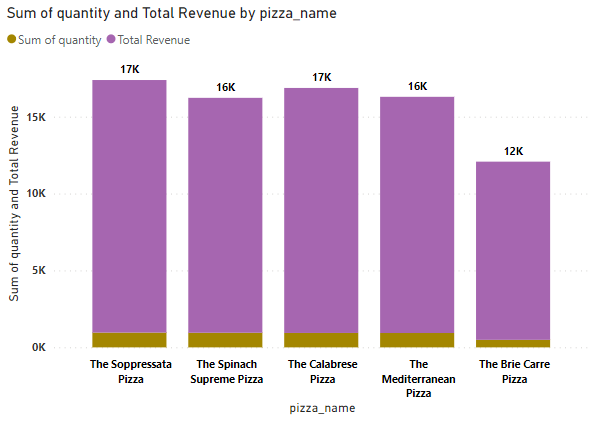 Sum of quantity and Total Revenue by pizza_name
Sum of quantity Total Revenue
Sum of quantity and Total Revenue
15K
10K
5K
0K
17K
16K
17K
16K
12K
The Soppressata
Pizza
The Spinach
Supreme Pizza
The Calabrese
Pizza
The
Mediterranean
Pizza
The Brie Carre
Pizza
pizza_name